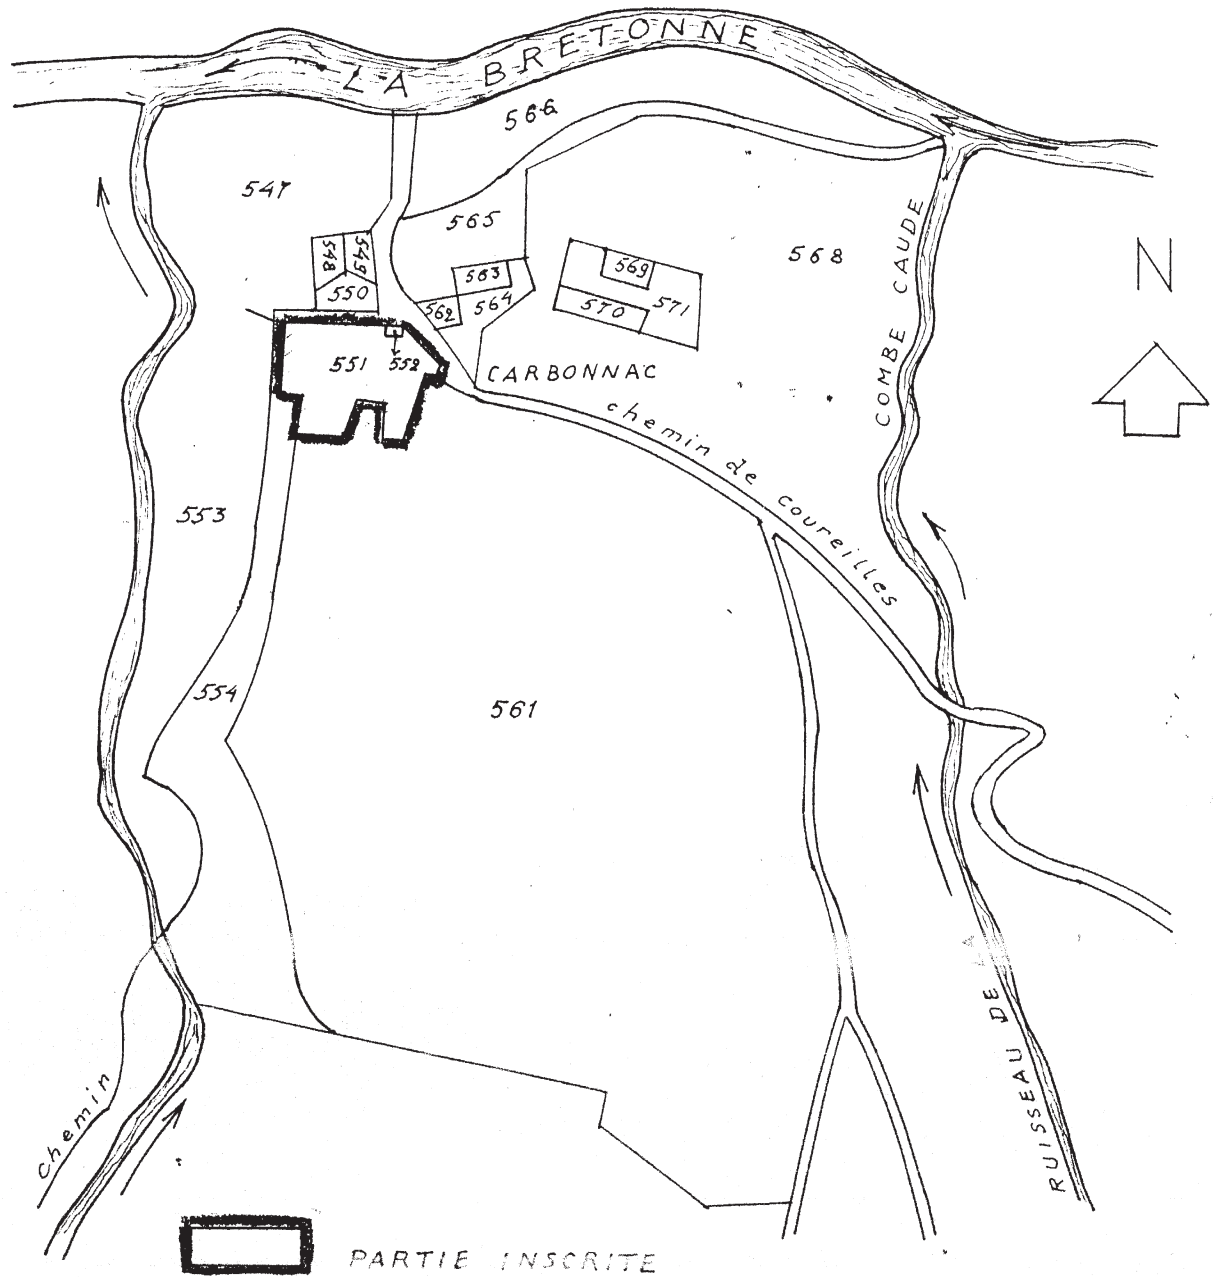 LA BRETONNE
566
547
565
568
548
549
550
563
564
562
569
570
571
N
551
552
CARBONNAC
chemin de coureilles
553
554
561
RUISSEAU DE LA COMBE CAUDE
chemin
PARTIE INSCRITE